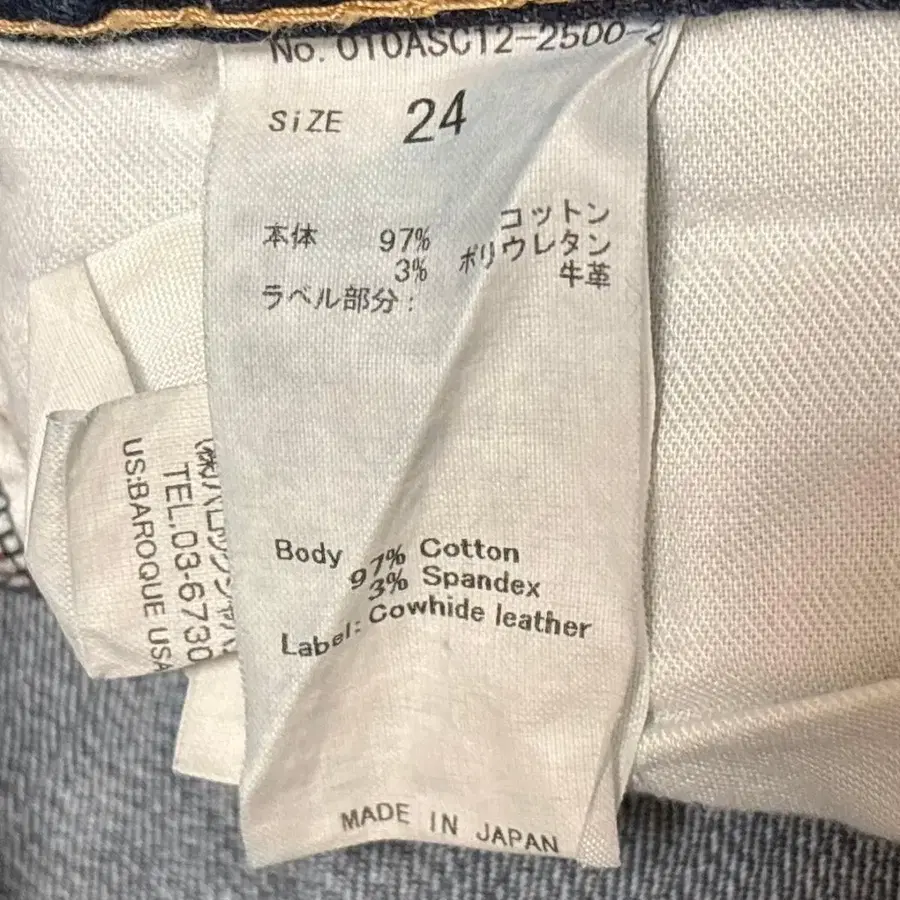 No. 010ASC12-2500-2
SiZE 24
本体 97% コットン
3% ポリウレタン
ラベル部分: 牛革
Body 97% Cotton
3% Spandex
Label: Cowhide leather
MADE IN JAPAN
TEL.03-6730
US:BAROQUE USA